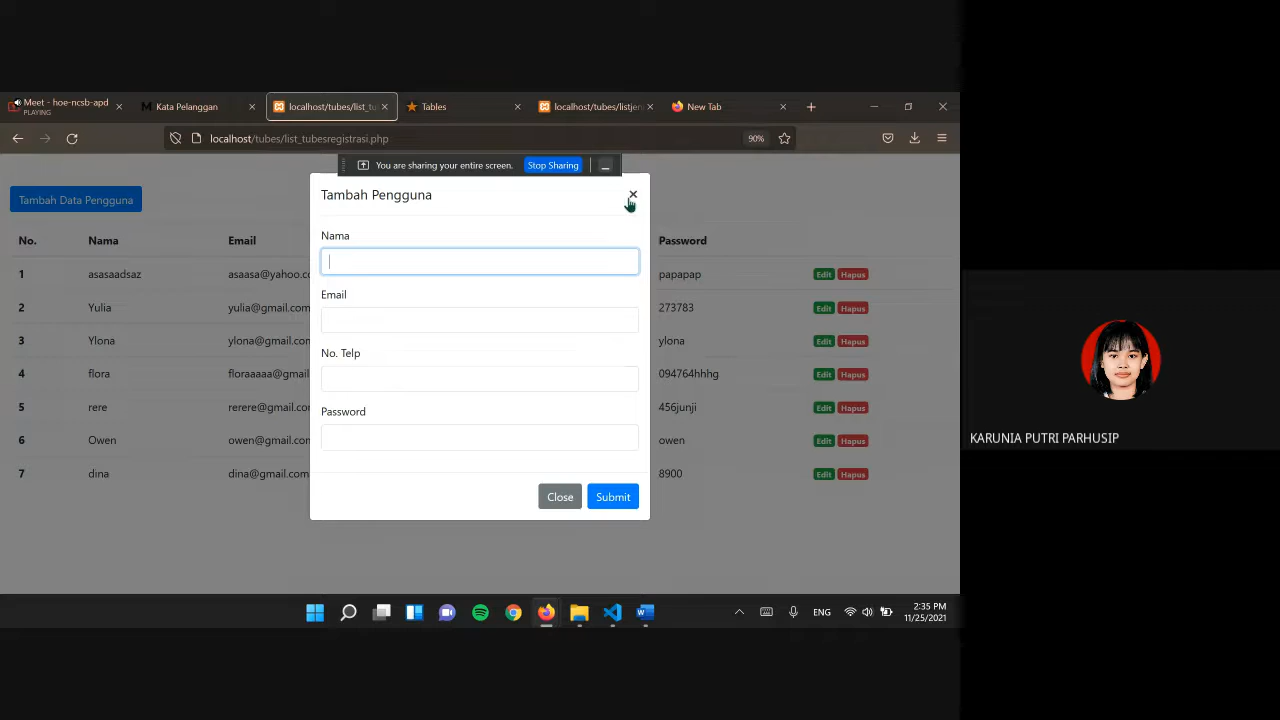 Meet - hoe-ncsb-apd
PLAYING
Kata Pelanggan
localhost/tubes/list_tu
Tables
localhost/tubes/listjen
New Tab
localhost/tubes/list_tubesregistrasi.php
90%
You are sharing your entire screen.
Stop Sharing
Tambah Data Pengguna
Tambah Pengguna
No. Nama Email Password
1 asasaadsaz asaasa@yahoo.co papapap Edit Hapus
2 Yulia yulia@gmail.com 273783 Edit Hapus
3 Ylona ylona@gmail.com ylona Edit Hapus
4 flora floraaaaa@gmail 094764hhhg Edit Hapus
5 rere rerere@gmail.co 456junji Edit Hapus
6 Owen owen@gmail.con owen Edit Hapus
7 dina dina@gmail.com 8900 Edit Hapus
Nama
Email
No. Telp
Password
Close
Submit
KARUNIA PUTRI PARHUSIP
ENG
2:35 PM
11/25/2021